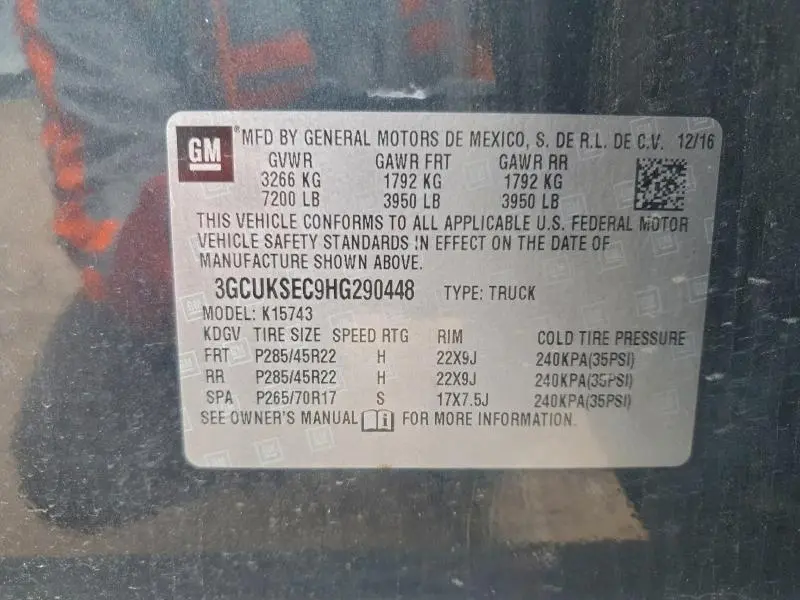 GM ® MFD BY GENERAL MOTORS DE MEXICO, S. DE R.L. DE C.V. 12/16
GVWR GAWR FRT GAWR RR
3266 KG 1792 KG 1792 KG
7200 LB 3950 LB 3950 LB
THIS VEHICLE CONFORMS TO ALL APPLICABLE U.S. FEDERAL MOTOR
VEHICLE SAFETY STANDARDS IN EFFECT ON THE DATE OF
MANUFACTURE SHOWN ABOVE.
3GCUKSEC9HG290448 TYPE: TRUCK
MODEL: K15743
KDGV TIRE SIZE SPEED RTG RIM COLD TIRE PRESSURE
FRT P285/45R22 H 22X9J 240KPA(35PSI)
RR P285/45R22 H 22X9J 240KPA(35PSI)
SPA P265/70R17 S 17X7.5J 240KPA(35PSI)
SEE OWNER'S MANUAL FOR MORE INFORMATION.